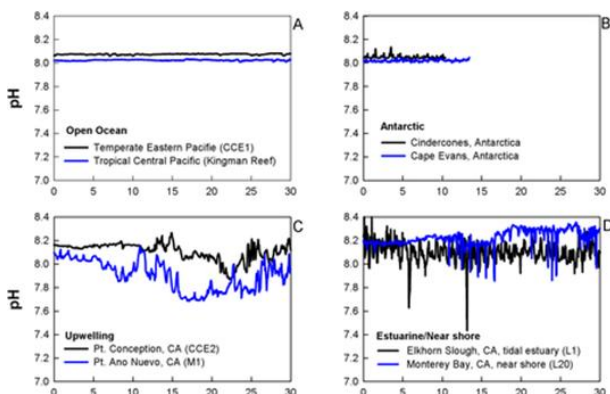 8.4
8.2
8.0
7.8
7.6
7.4
7.2
7.0
pH
A
Open Ocean
Temperate Eastern Pacific (CCE1)
Tropical Central Pacific (Kingman Reef)
0 5 10 15 20 25 30
8.4
8.2
8.0
7.8
7.6
7.4
7.2
7.0
B
Antarctic
Cindercones, Antarctica
Cape Evans, Antarctica
0 5 10 15 20 25 30
8.4
8.2
8.0
7.8
7.6
7.4
7.2
7.0
pH
C
Upwelling
Pt. Conception, CA (CCE2)
Pt. Ano Nuevo, CA (M1)
0 5 10 15 20 25 30
8.4
8.2
8.0
7.8
7.6
7.4
7.2
7.0
D
Estuarine/Near shore
Elkhorn Slough, CA, tidal estuary (L1)
Monterey Bay, CA, near shore (L20)
0 5 10 15 20 25 30